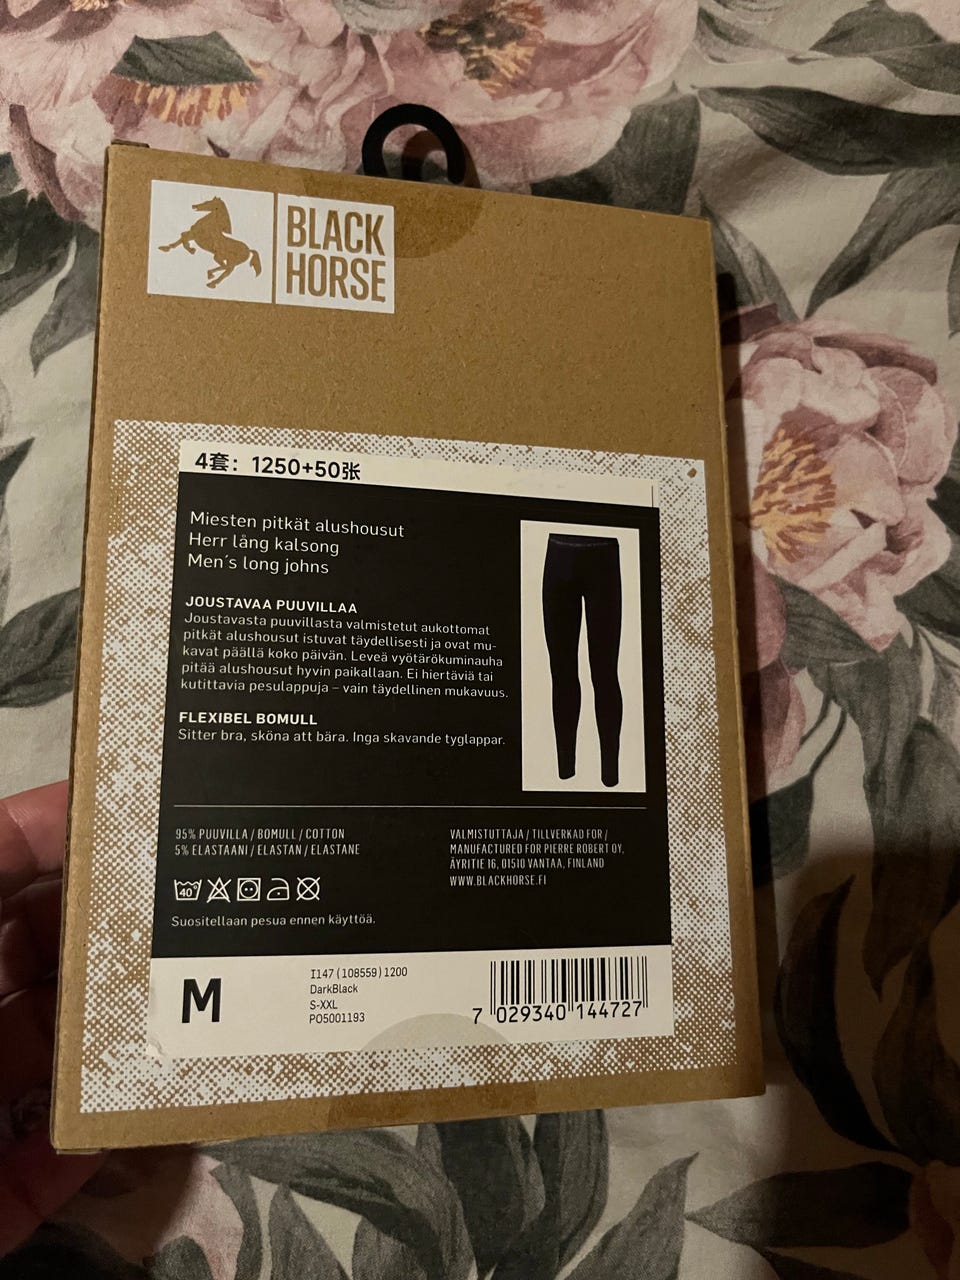 BLACK
HORSE
4套：1250+50张
Miesten pitkät alushousut
Herr lång kalsong
Men´s long johns
JOUSTAVAA PUUVILLAA
Joustavasta puuvillasta valmistetut aukottomat
pitkät alushousut istuvat täydellisesti ja ovat mu-
kavat päällä koko päivän. Leveä vyötärökuminauha
pitää alushousut hyvin paikallaan. Ei hiertäviä tai
kutittavia pesulappuja – vain täydellinen mukavuus.
FLEXIBEL BOMULL
Sitter bra, sköna att bära. Inga skavande tyglappar.
95% PUUVILLA / BOMULL / COTTON
5% ELASTAANI / ELASTAN / ELASTANE
40°
Suositellaan pesua ennen käyttöä.
VALMISTUTTAJA / TILLVERKAD FOR /
MANUFACTURED FOR PIERRE ROBERT OY,
ÄYRITIE 16, 01510 VANTAA, FINLAND
WWW.BLACKHORSE.FI
M
I147 (108559) 1200
DarkBlack
S-XXL
PO5001193
7 029340 144727